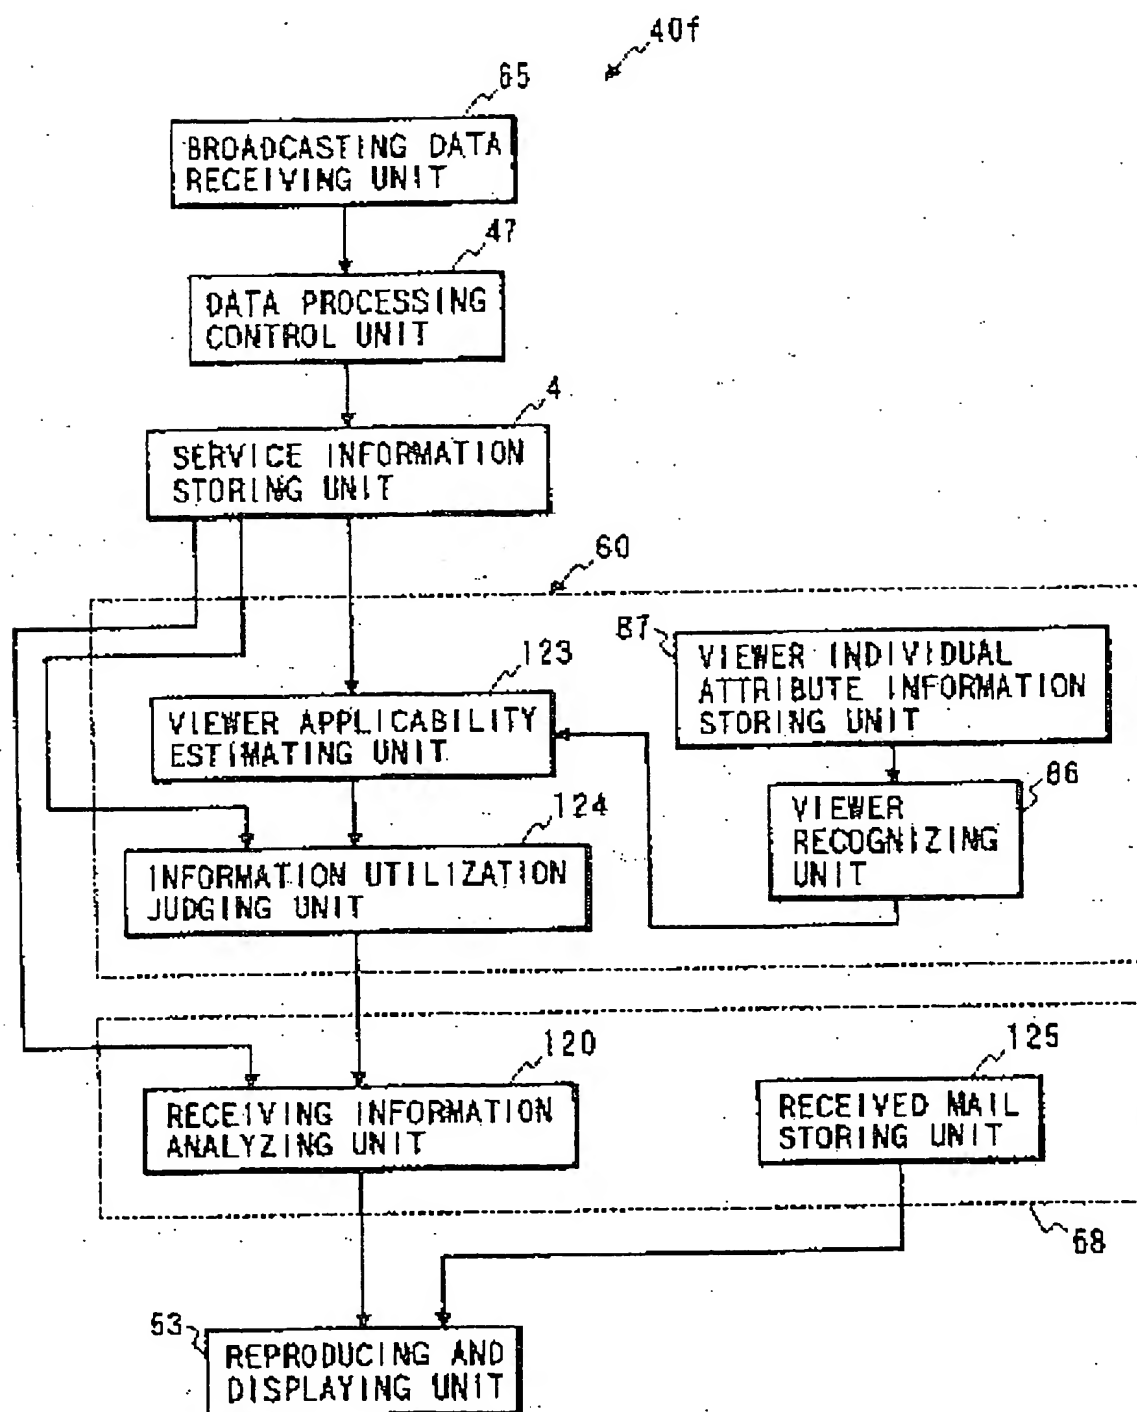 40f
65
BROADCASTING DATA
RECEIVING UNIT
47
DATA PROCESSING
CONTROL UNIT
4
SERVICE INFORMATION
STORING UNIT
60
87
VIEWER INDIVIDUAL
ATTRIBUTE INFORMATION
STORING UNIT
123
VIEWER APPLICABILITY
ESTIMATING UNIT
86
VIEWER
RECOGNIZING
UNIT
124
INFORMATION UTILIZATION
JUDGING UNIT
120
RECEIVING INFORMATION
ANALYZING UNIT
125
RECEIVED MAIL
STORING UNIT
68
53
REPRODUCING AND
DISPLAYING UNIT